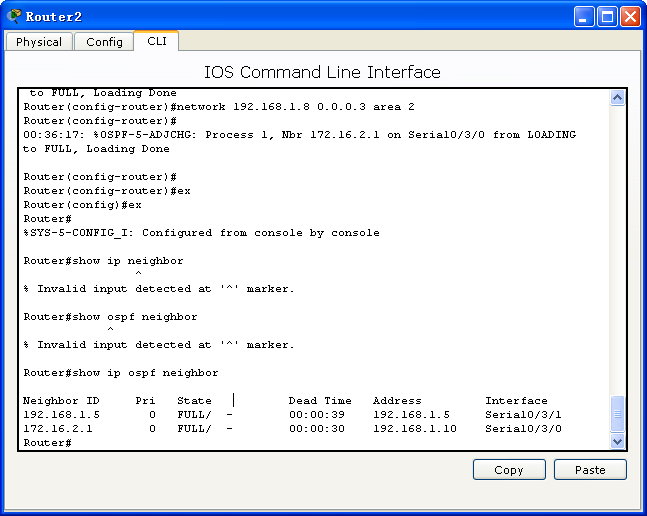 Router2
Physical Config CLI
IOS Command Line Interface
to FULL, Loading Done
Router(config-router)#network 192.168.1.8 0.0.0.3 area 2
Router(config-router)#
00:36:17: %OSPF-5-ADJCHG: Process 1, Nbr 172.16.2.1 on Serial0/3/0 from LOADING
to FULL, Loading Done
Router(config-router)#
Router(config-router)#ex
Router(config)#ex
Router#
%SYS-5-CONFIG_I: Configured from console by console
Router#show ip neighbor
^
% Invalid input detected at '^' marker.
Router#show ospf neighbor
^
% Invalid input detected at '^' marker.
Router#show ip ospf neighbor
Neighbor ID Pri State Dead Time Address Interface
192.168.1.5 0 FULL/ - 00:00:39 192.168.1.5 Serial0/3/1
172.16.2.1 0 FULL/ - 00:00:30 192.168.1.10 Serial0/3/0
Router#
Copy Paste